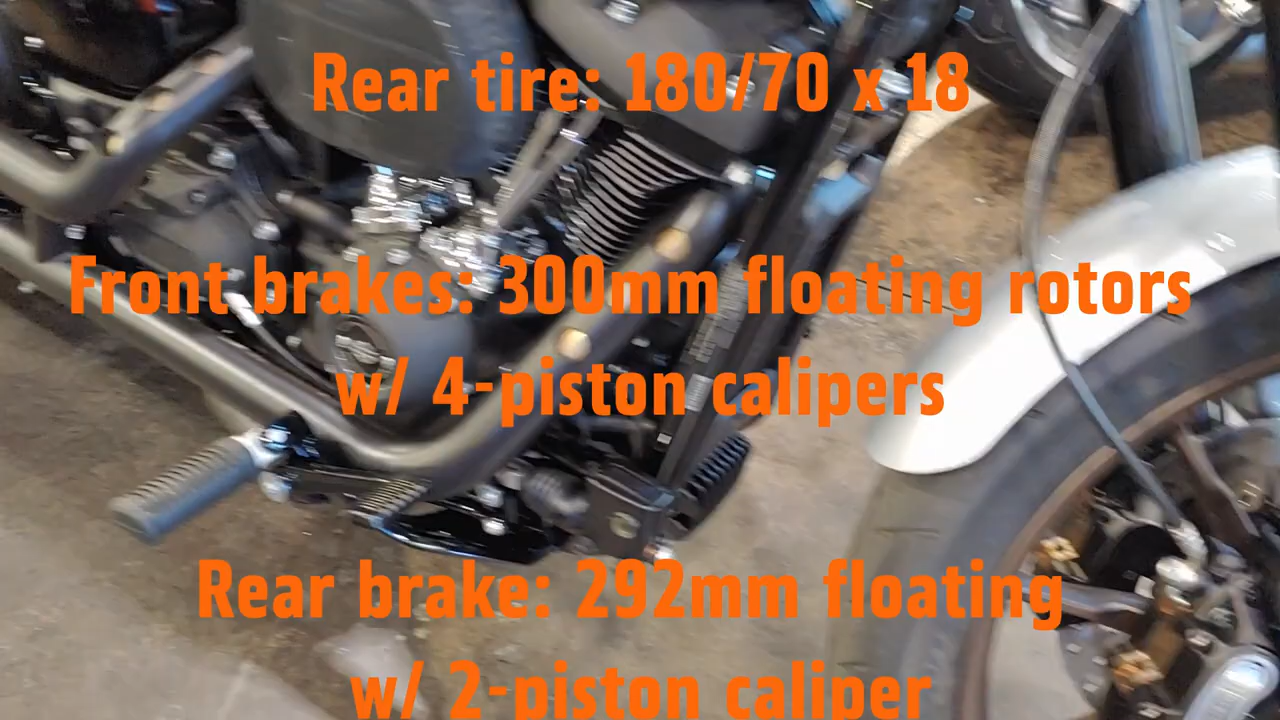 Rear tire: 180/70 x 18
Front brakes: 300mm floating rotors
w/ 4-piston calipers
Rear brake: 292mm floating
w/ 2-piston caliper